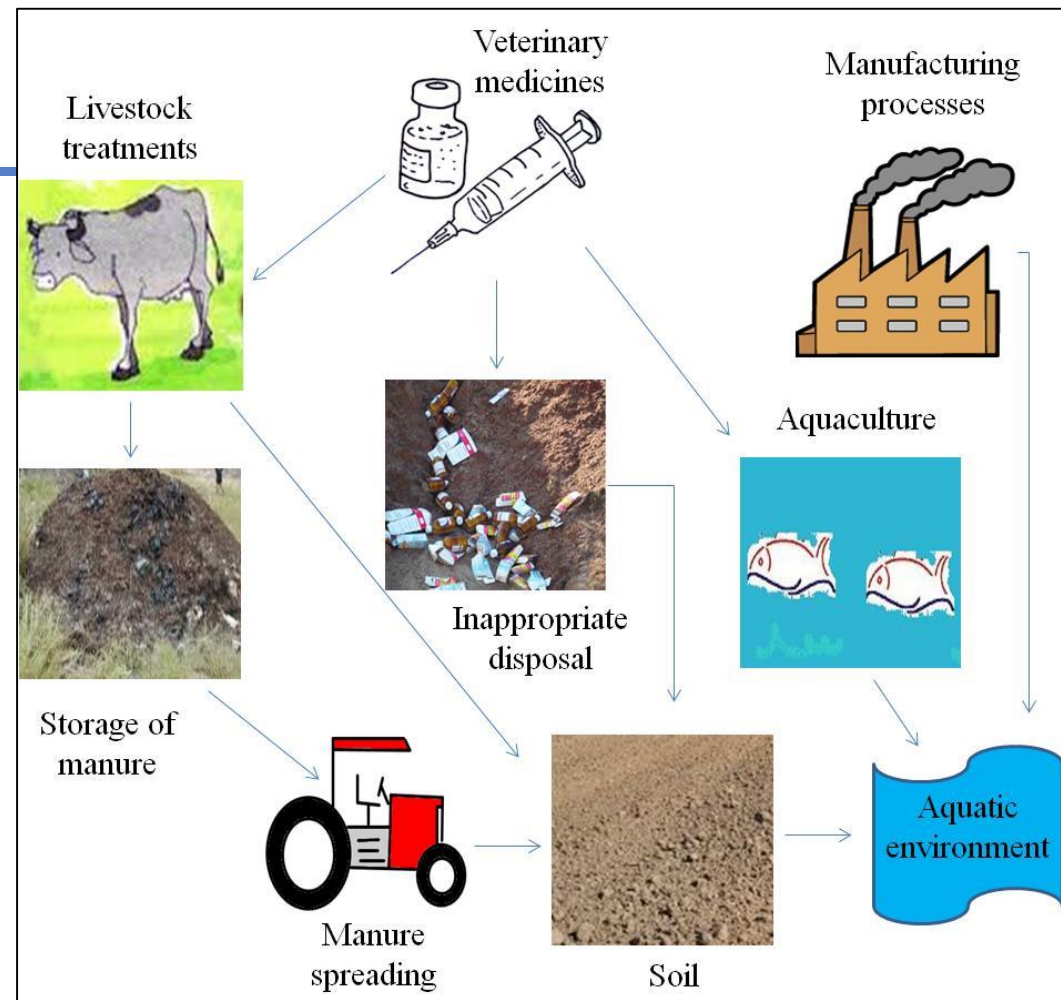 Veterinary
medicines
Manufacturing
processes
Livestock
treatments
Aquaculture
Inappropriate
disposal
Storage of
manure
Aquatic
environment
Manure
spreading
Soil